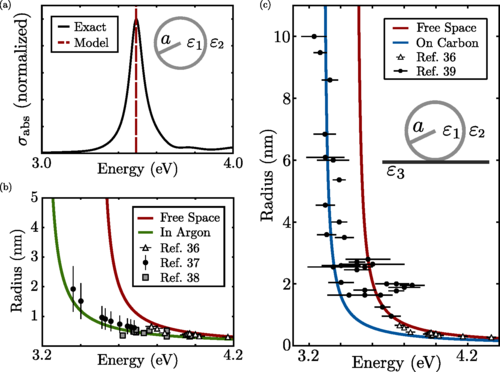 (a)
σabs (normalized)
Exact
Model
a
ε1
ε2
3.0
Energy (eV)
4.0
(b)
Radius (nm)
5
4
3
2
1
Free Space
In Argon
Ref. 36
Ref. 37
Ref. 38
3.2
Energy (eV)
4.2
(c)
Radius (nm)
10
8
6
4
2
0
Free Space
On Carbon
Ref. 36
Ref. 39
a
ε1
ε2
ε3
3.2
Energy (eV)
4.2